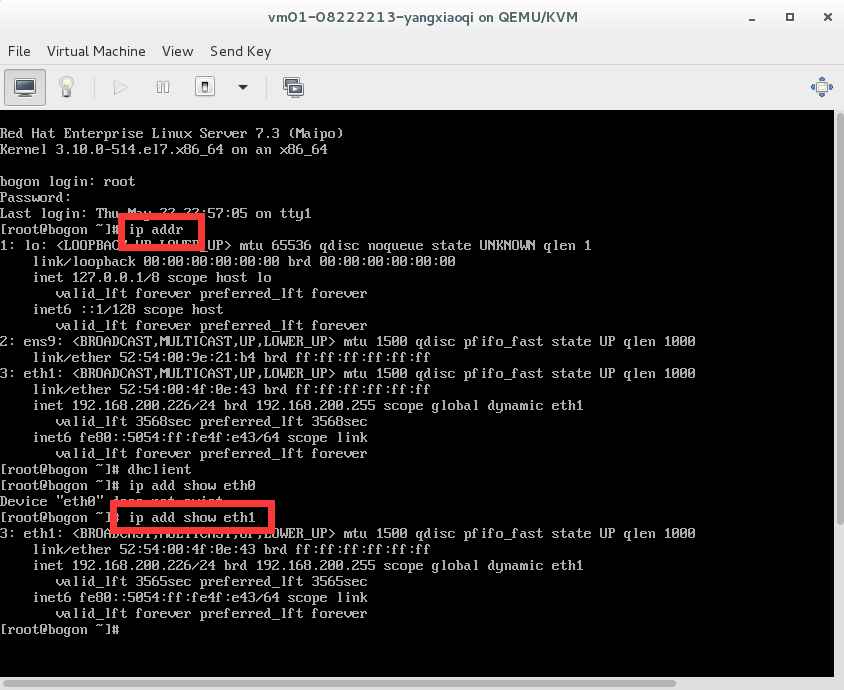 vm01-08222213-yangxiaoqi on QEMU/KVM
File Virtual Machine View Send Key
Red Hat Enterprise Linux Server 7.3 (Maipo)
Kernel 3.10.0-514.el7.x86_64 on an x86_64
bogon login: root
Password:
Last login: Thu May 22:57:05 on tty1
[root@bogon ~]# ip addr
1: lo: <LOOPBACK,UP,LOWER_UP> mtu 65536 qdisc noqueue state UNKNOWN qlen 1
link/loopback 00:00:00:00:00:00 brd 00:00:00:00:00:00
inet 127.0.0.1/8 scope host lo
valid_lft forever preferred_lft forever
inet6 ::1/128 scope host
valid_lft forever preferred_lft forever
2: ens9: <BROADCAST,MULTICAST,UP,LOWER_UP> mtu 1500 qdisc pfifo_fast state UP qlen 1000
link/ether 52:54:00:9e:21:b4 brd ff:ff:ff:ff:ff:ff
3: eth1: <BROADCAST,MULTICAST,UP,LOWER_UP> mtu 1500 qdisc pfifo_fast state UP qlen 1000
link/ether 52:54:00:4f:0e:43 brd ff:ff:ff:ff:ff:ff
inet 192.168.200.226/24 brd 192.168.200.255 scope global dynamic eth1
valid_lft 3568sec preferred_lft 3568sec
inet6 fe80::5054:ff:fe4f:e43/64 scope link
valid_lft forever preferred_lft forever
[root@bogon ~]# dhclient
[root@bogon ~]# ip add show eth0
Device "eth0" does not exist.
[root@bogon ~]# ip add show eth1
3: eth1: <BROADCAST,MULTICAST,UP,LOWER_UP> mtu 1500 qdisc pfifo_fast state UP qlen 1000
link/ether 52:54:00:4f:0e:43 brd ff:ff:ff:ff:ff:ff
inet 192.168.200.226/24 brd 192.168.200.255 scope global dynamic eth1
valid_lft 3565sec preferred_lft 3565sec
inet6 fe80::5054:ff:fe4f:e43/64 scope link
valid_lft forever preferred_lft forever
[root@bogon ~]#